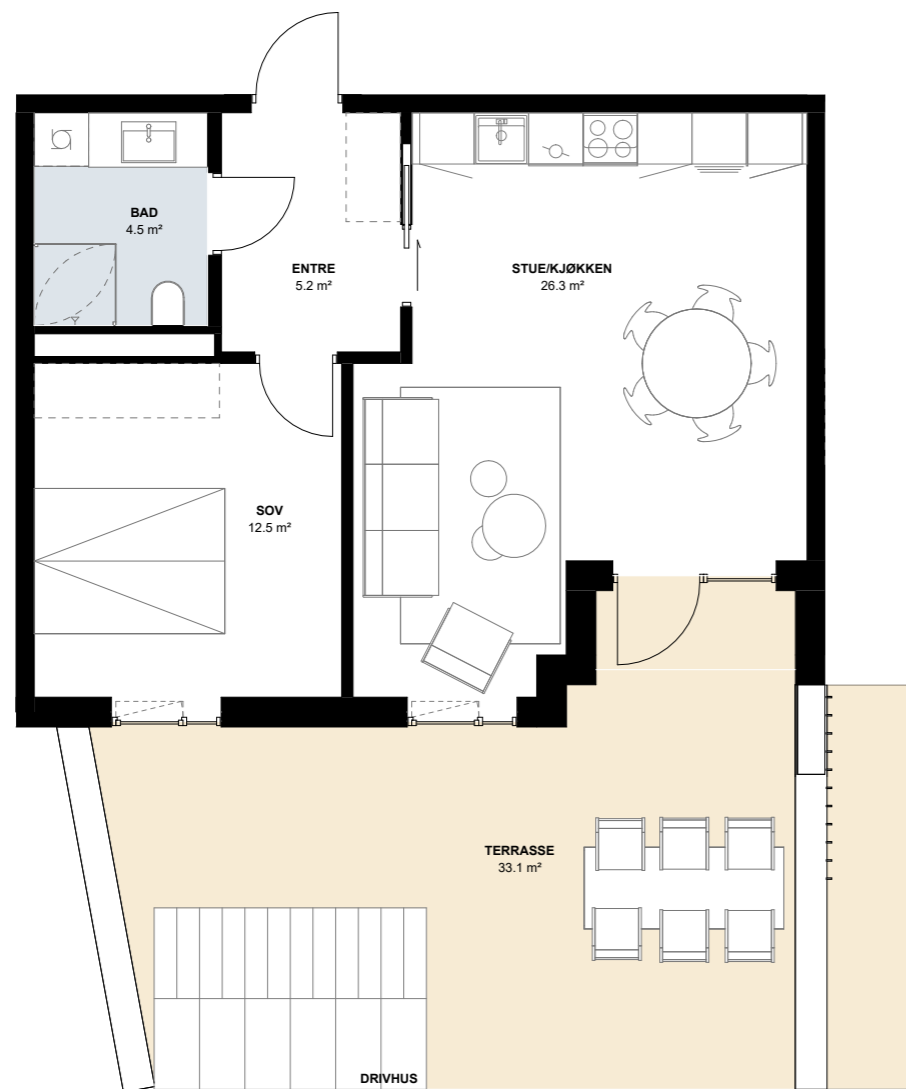 BAD
4.5 m²
ENTRE
5.2 m²
STUE/KJØKKEN
26.3 m²
SOV
12.5 m²
TERRASSE
33.1 m²
DRIVHUS